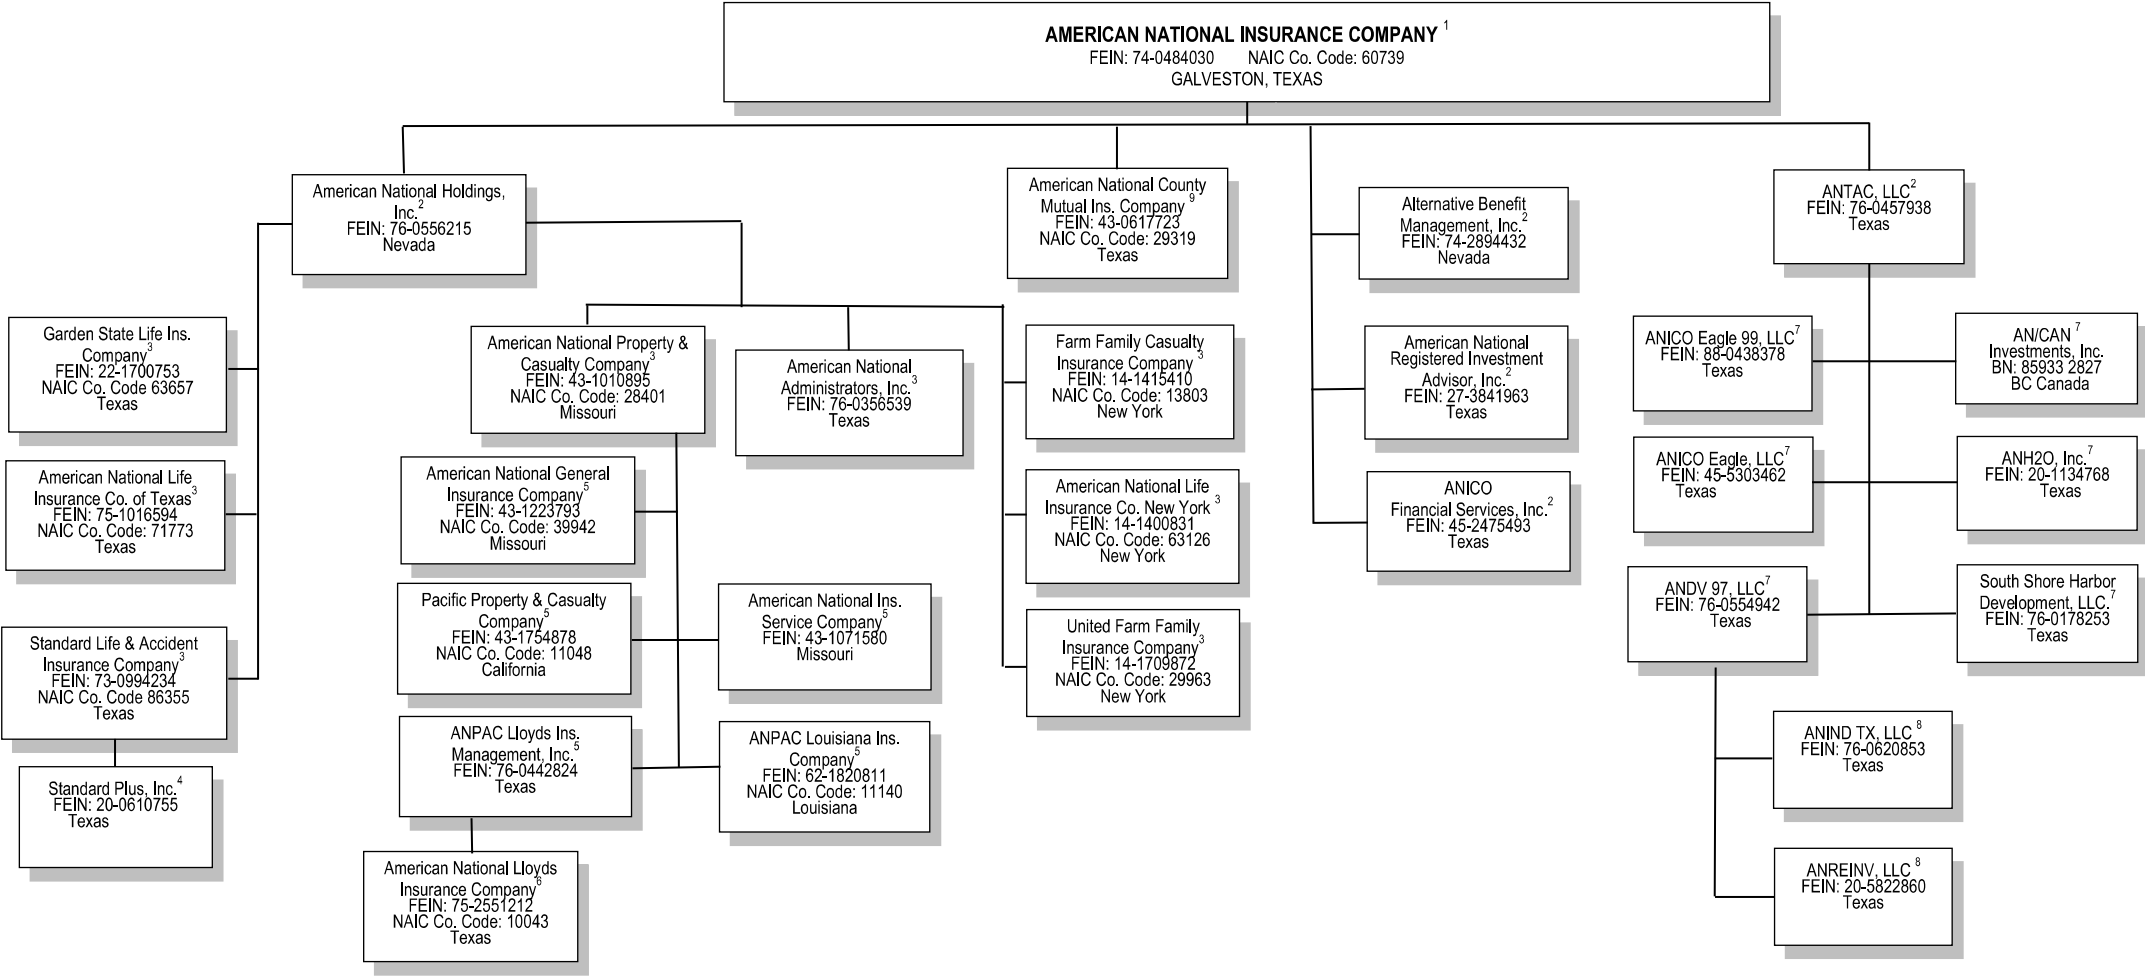 AMERICAN NATIONAL INSURANCE COMPANY 1
FEIN: 74-0484030 NAIC Co. Code: 60739
GALVESTON, TEXAS
American National Holdings,
Inc.2
FEIN: 76-0556215
Nevada
American National County
Mutual Ins. Company 9
FEIN: 43-0617723
NAIC Co. Code: 29319
Texas
Alternative Benefit
Management, Inc.2
FEIN: 74-2894432
Nevada
ANTAC, LLC2
FEIN: 76-0457938
Texas
Garden State Life Ins.
Company3
FEIN: 22-1700753
NAIC Co. Code 63657
Texas
American National Property &
Casualty Company3
FEIN: 43-1010895
NAIC Co. Code: 28401
Missouri
American National
Administrators, Inc.3
FEIN: 76-0356539
Texas
Farm Family Casualty
Insurance Company 3
FEIN: 14-1415410
NAIC Co. Code: 13803
New York
American National
Registered Investment
Advisor, Inc.2
FEIN: 27-3841963
Texas
ANICO Eagle 99, LLC7
FEIN: 88-0438378
Texas
AN/CAN 7
Investments, Inc.
BN: 85933 2827
BC Canada
American National Life
Insurance Co. of Texas3
FEIN: 75-1016594
NAIC Co. Code: 71773
Texas
American National General
Insurance Company5
FEIN: 43-1223793
NAIC Co. Code: 39942
Missouri
American National Life
Insurance Co. New York 3
FEIN: 14-1400831
NAIC Co. Code: 63126
New York
ANICO
Financial Services, Inc.2
FEIN: 45-2475493
Texas
ANICO Eagle, LLC7
FEIN: 45-5303462
Texas
ANH2O, Inc.7
FEIN: 20-1134768
Texas
Pacific Property & Casualty
Company5
FEIN: 43-1754878
NAIC Co. Code: 11048
California
American National Ins.
Service Company5
FEIN: 43-1071580
Missouri
United Farm Family
Insurance Company3
FEIN: 14-1709872
NAIC Co. Code: 29963
New York
ANDV 97, LLC7
FEIN: 76-0554942
Texas
South Shore Harbor
Development, LLC.7
FEIN: 76-0178253
Texas
Standard Life & Accident
Insurance Company3
FEIN: 73-0994234
NAIC Co. Code 86355
Texas
ANPAC Lloyds Ins.
Management, Inc.5
FEIN: 76-0442824
Texas
ANPAC Louisiana Ins.
Company5
FEIN: 62-1820811
NAIC Co. Code: 11140
Louisiana
ANIND TX, LLC 8
FEIN: 76-0620853
Texas
Standard Plus, Inc.4
FEIN: 20-0610755
Texas
American National Lloyds
Insurance Company6
FEIN: 75-2551212
NAIC Co. Code: 10043
Texas
ANREINV, LLC 8
FEIN: 20-5822860
Texas